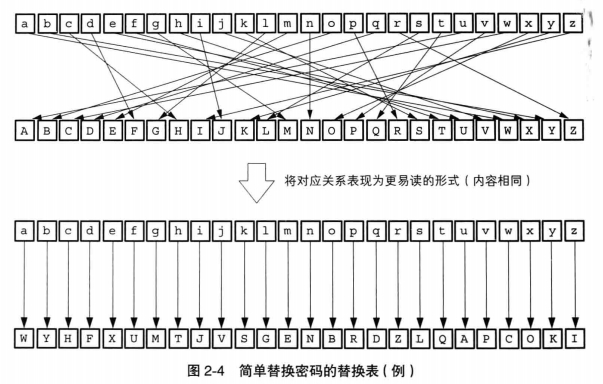 a b c d e f g h i j k l m n o p q r s t u v w x y z
A B C D E F G H I J K L M N O P Q R S T U V W X Y Z
将对应关系表现为更易读的形式（内容相同）
a b c d e f g h i j k l m n o p q r s t u v w x y z
W Y H F X U M T J V S G E N B R D Z L Q A P C O K I
图 2-4 简单替换密码的替换表（例）